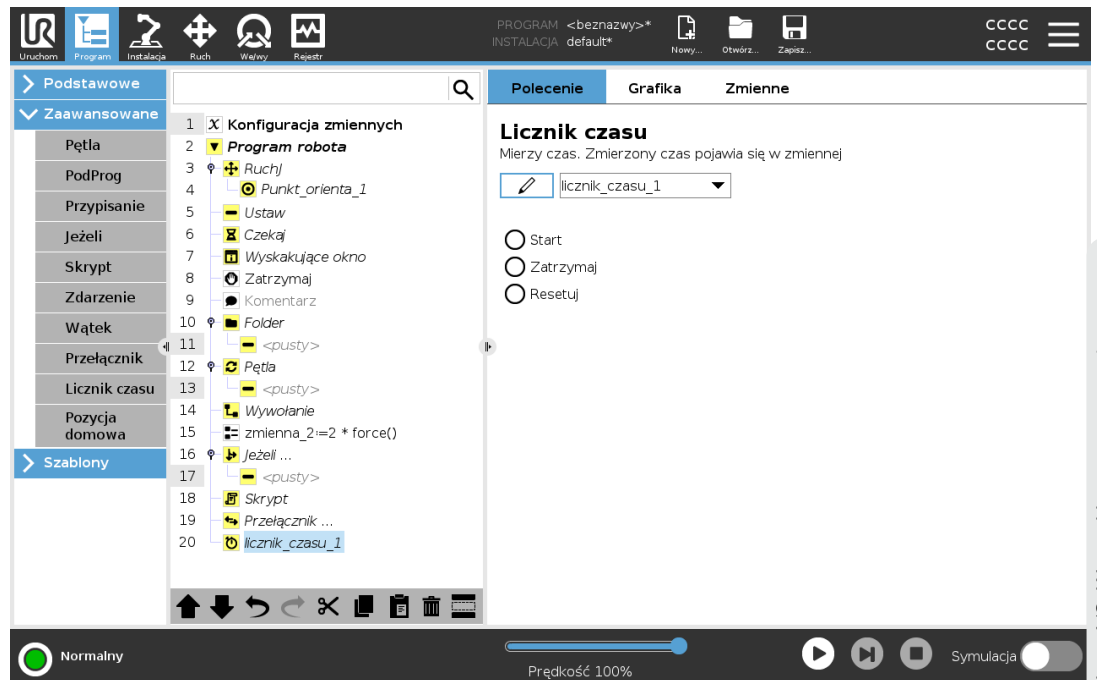 PROGRAM <beznazwy>*
INSTALACJA default*
UR
Uruchom
Program
Instalacja
Ruch
We/wy
Rejestr
Nowy...
Otwórz...
Zapisz...
CCCC
CCCC
Podstawowe
Zaawansowane
Pętla
PodProg
Przypisanie
Jeżeli
Skrypt
Zdarzenie
Wątek
Przełącznik
Licznik czasu
Pozycja
domowa
Szablony
1 X Konfiguracja zmiennych
2 Program robota
3 RuchJ
4 Punkt_orienta_1
5 Ustaw
6 Czekaj
7 Wyskakujące okno
8 Zatrzymaj
9 Komentarz
10 Folder
11 <pusty>
12 Pętla
13 <pusty>
14 Wywołanie
15 zmienna_2≔2 * force()
16 Jeżeli ...
17 <pusty>
18 Skrypt
19 Przełącznik ...
20 licznik_czasu_1
Polecenie
Grafika
Zmienne
Licznik czasu
Mierzy czas. Zmierzony czas pojawia się w zmiennej
licznik_czasu_1
Start
Zatrzymaj
Resetuj
Normalny
Prędkość 100%
Symulacja